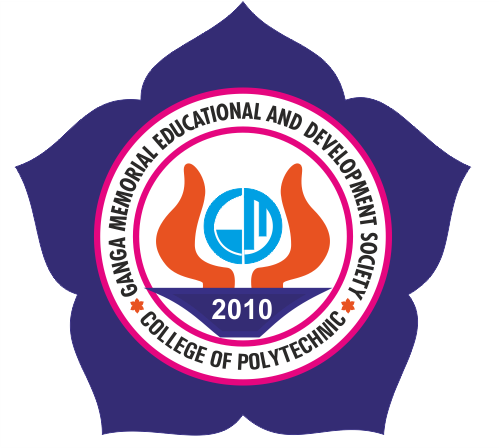 GANGA MEMORIAL EDUCATIONAL AND DEVELOPMENT SOCIETY
GM
2010
COLLEGE OF POLYTECHNIC